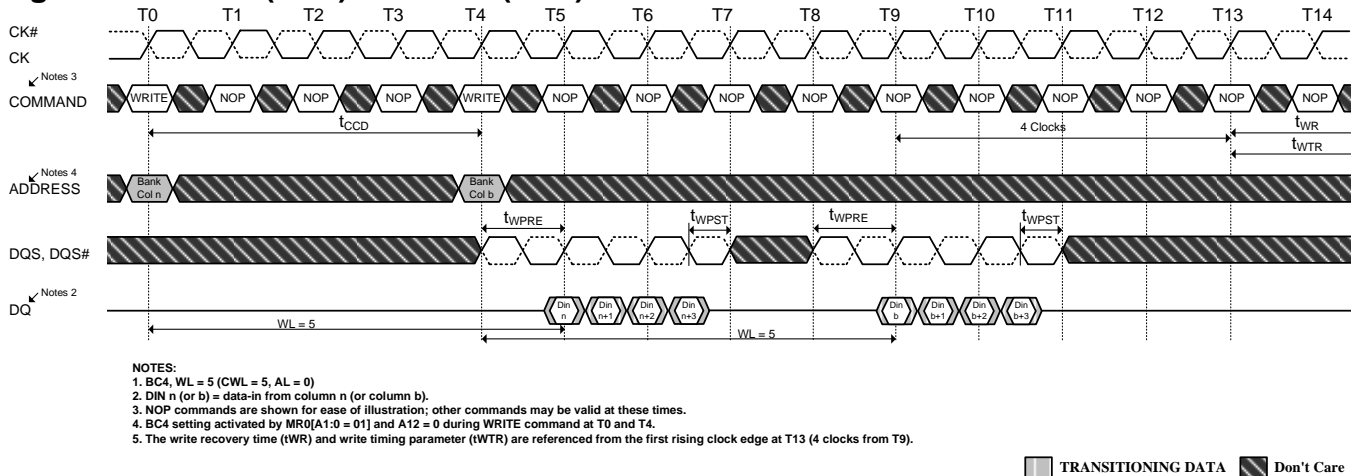 T0 T1 T2 T3 T4 T5 T6 T7 T8 T9 T10 T11 T12 T13 T14
CK#
CK
Notes 3
COMMAND
WRITE NOP NOP NOP WRITE NOP NOP NOP NOP NOP NOP NOP NOP NOP NOP
tCCD
4 Clocks
tWR
tWTR
Notes 4
ADDRESS
Bank Col n
Bank Col b
tWPRE tWPST tWPRE tWPST
DQS, DQS#
Notes 2
DQ
Din n
Din n+1
Din n+2
Din n+3
Din b
Din b+1
Din b+2
Din b+3
WL = 5
WL = 5
NOTES:
1. BC4, WL = 5 (CWL = 5, AL = 0)
2. DIN n (or b) = data-in from column n (or column b).
3. NOP commands are shown for ease of illustration; other commands may be valid at these times.
4. BC4 setting activated by MR0[A1:0 = 01] and A12 = 0 during WRITE command at T0 and T4.
5. The write recovery time (tWR) and write timing parameter (tWTR) are referenced from the first rising clock edge at T13 (4 clocks from T9).
TRANSITIONING DATA
Don't Care